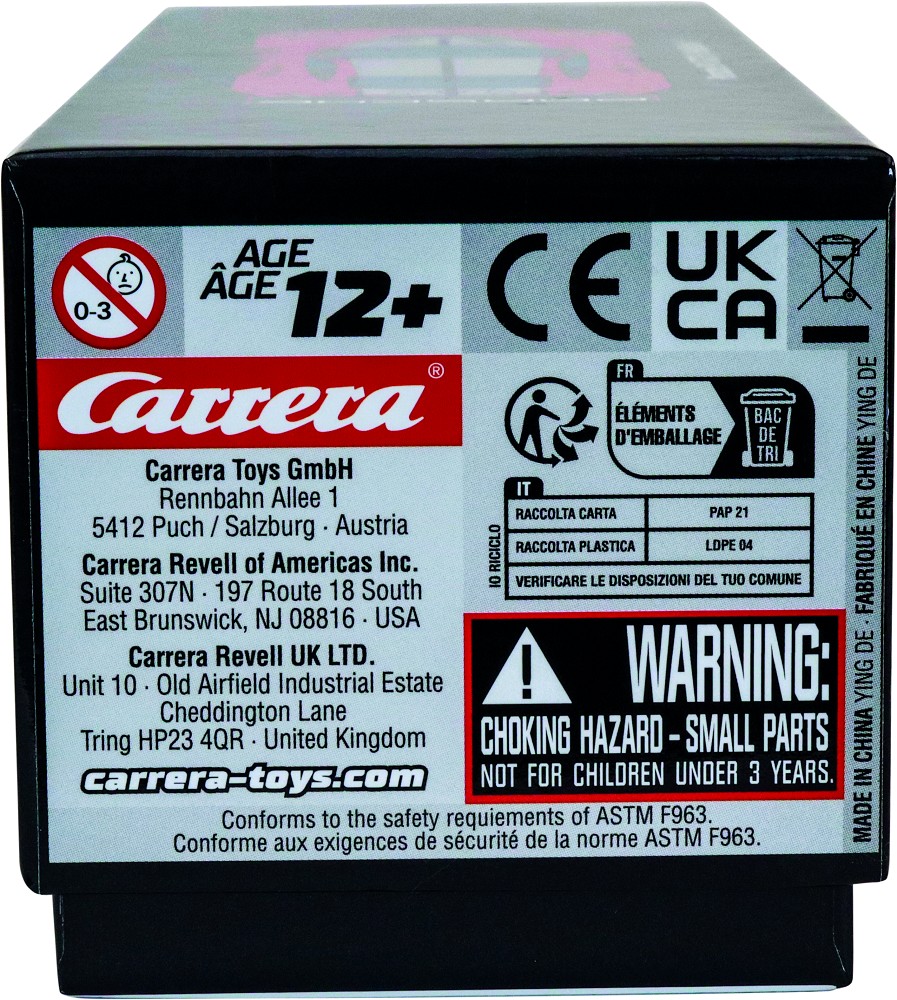 0-3
AGE
ÂGE 12+
CE
UK
CA
Carrera®
Carrera Toys GmbH
Rennbahn Allee 1
5412 Puch / Salzburg · Austria
Carrera Revell of Americas Inc.
Suite 307N · 197 Route 18 South
East Brunswick, NJ 08816 · USA
Carrera Revell UK LTD.
Unit 10 · Old Airfield Industrial Estate
Cheddington Lane
Tring HP23 4QR · United Kingdom
carrera-toys.com
FR
ÉLÉMENTS
D'EMBALLAGE
BAC
DE
TRI
IT
IO RICICLO
RACCOLTA CARTA PAP 21
RACCOLTA PLASTICA LDPE 04
VERIFICARE LE DISPOSIZIONI DEL TUO COMUNE
WARNING:
CHOKING HAZARD – SMALL PARTS
NOT FOR CHILDREN UNDER 3 YEARS.
MADE IN CHINA YING DE · FABRIQUÉ EN CHINE YING DE
Conforms to the safety requiements of ASTM F963.
Conforme aux exigences de sécurité de la norme ASTM F963.